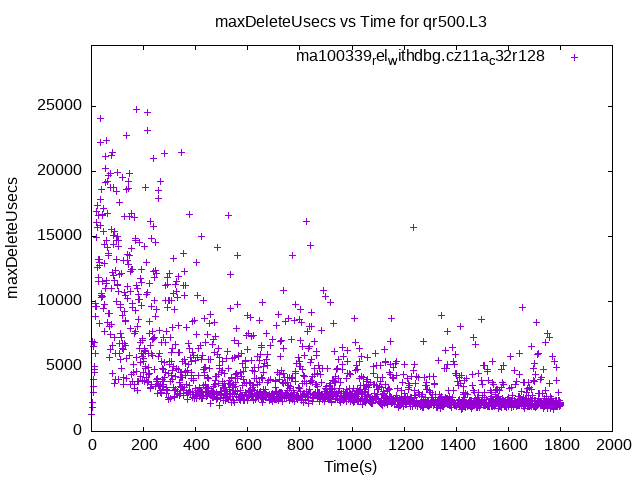 maxDeleteUsecs vs Time for qr500.L3
ma100339relwithdbg.cz11ac32r128
25000
20000
15000
10000
5000
0
maxDeleteUsecs
0 200 400 600 800 1000 1200 1400 1600 1800 2000
Time(s)